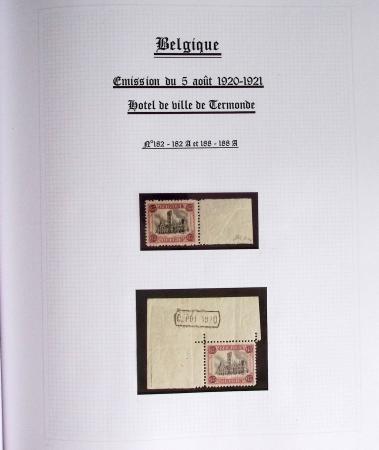 Belgique
Emission du 5 août 1920-1921
Hotel de ville de Termonde
N°182 - 182 A et 188 - 188 A